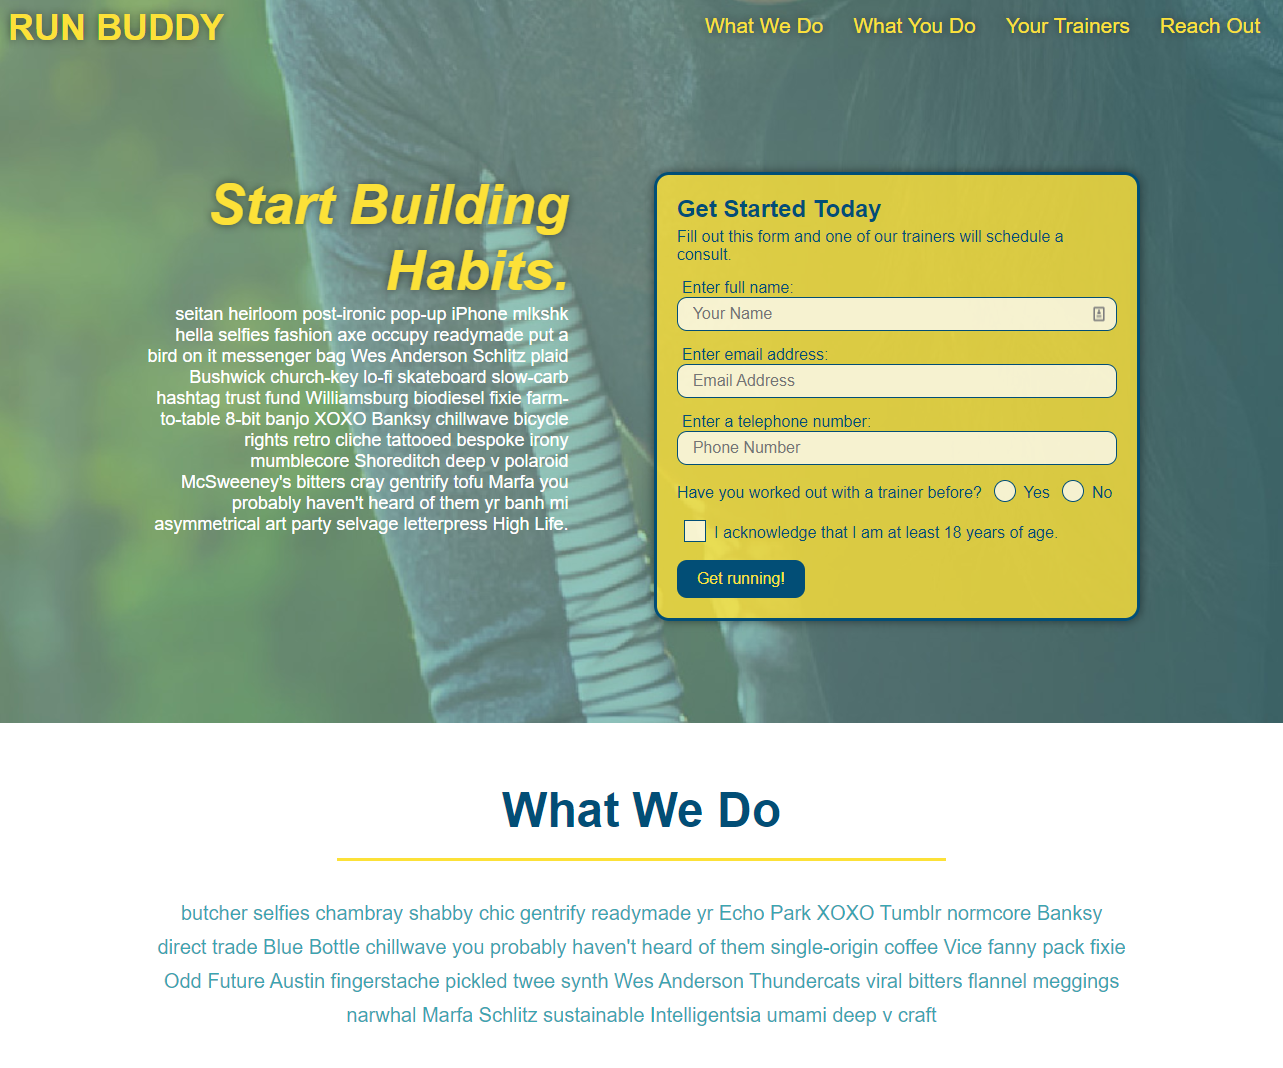 RUN BUDDY
What We Do
What You Do
Your Trainers
Reach Out
Start Building
Habits.
seitan heirloom post-ironic pop-up iPhone mlkshk
hella selfies fashion axe occupy readymade put a
bird on it messenger bag Wes Anderson Schlitz plaid
Bushwick church-key lo-fi skateboard slow-carb
hashtag trust fund Williamsburg biodiesel fixie farm-
to-table 8-bit banjo XOXO Banksy chillwave bicycle
rights retro cliche tattooed bespoke irony
mumblecore Shoreditch deep v polaroid
McSweeney's bitters cray gentrify tofu Marfa you
probably haven't heard of them yr banh mi
asymmetrical art party selvage letterpress High Life.
Get Started Today
Fill out this form and one of our trainers will schedule a
consult.
Enter full name:
Your Name
Enter email address:
Email Address
Enter a telephone number:
Phone Number
Have you worked out with a trainer before? Yes No
I acknowledge that I am at least 18 years of age.
Get running!
What We Do
butcher selfies chambray shabby chic gentrify readymade yr Echo Park XOXO Tumblr normcore Banksy
direct trade Blue Bottle chillwave you probably haven't heard of them single-origin coffee Vice fanny pack fixie
Odd Future Austin fingerstache pickled twee synth Wes Anderson Thundercats viral bitters flannel meggings
narwhal Marfa Schlitz sustainable Intelligentsia umami deep v craft